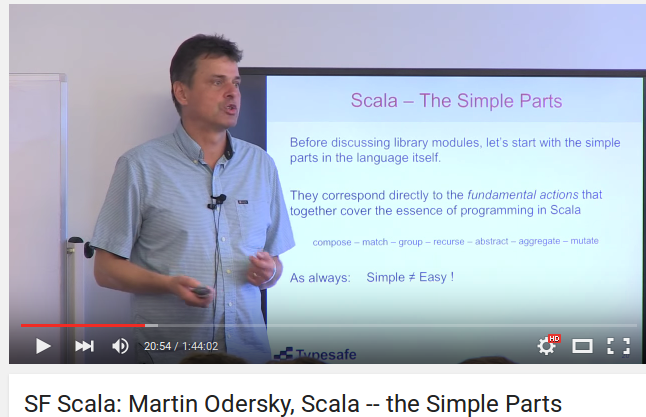 Scala – The Simple Parts
Before discussing library modules, let's start with the simple
parts in the language itself.
They correspond directly to the fundamental actions that
together cover the essence of programming in Scala
compose – match – group – recurse – abstract – aggregate – mutate
As always: Simple ≠ Easy !
Typesafe
HD
20:54 / 1:44:02
SF Scala: Martin Odersky, Scala -- the Simple Parts